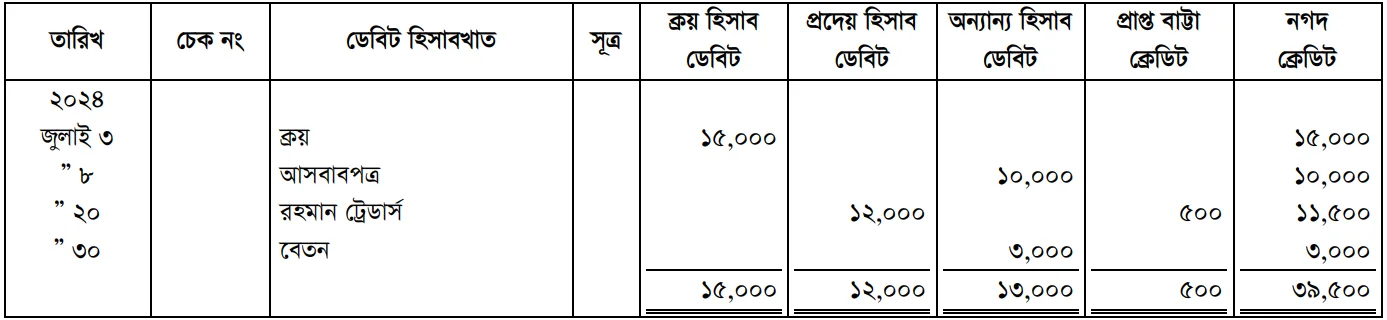 তারিখ চেক নং ডেবিট হিসাবখাত সূত্র ক্রয় হিসাব ডেবিট প্রদেয় হিসাব ডেবিট অন্যান্য হিসাব ডেবিট প্রাপ্ত বাট্টা ক্রেডিট নগদ ক্রেডিট
২০২৪
জুলাই ৩ ক্রয় ১৫,০০০ ১৫,০০০
” ৮ আসবাবপত্র ১০,০০০ ১০,০০০
” ২০ রহমান ট্রেডার্স ১২,০০০ ৫০০ ১১,৫০০
” ৩০ বেতন ৩,০০০ ৩,০০০
১৫,০০০ ১২,০০০ ১৩,০০০ ৫০০ ৩৯,৫০০